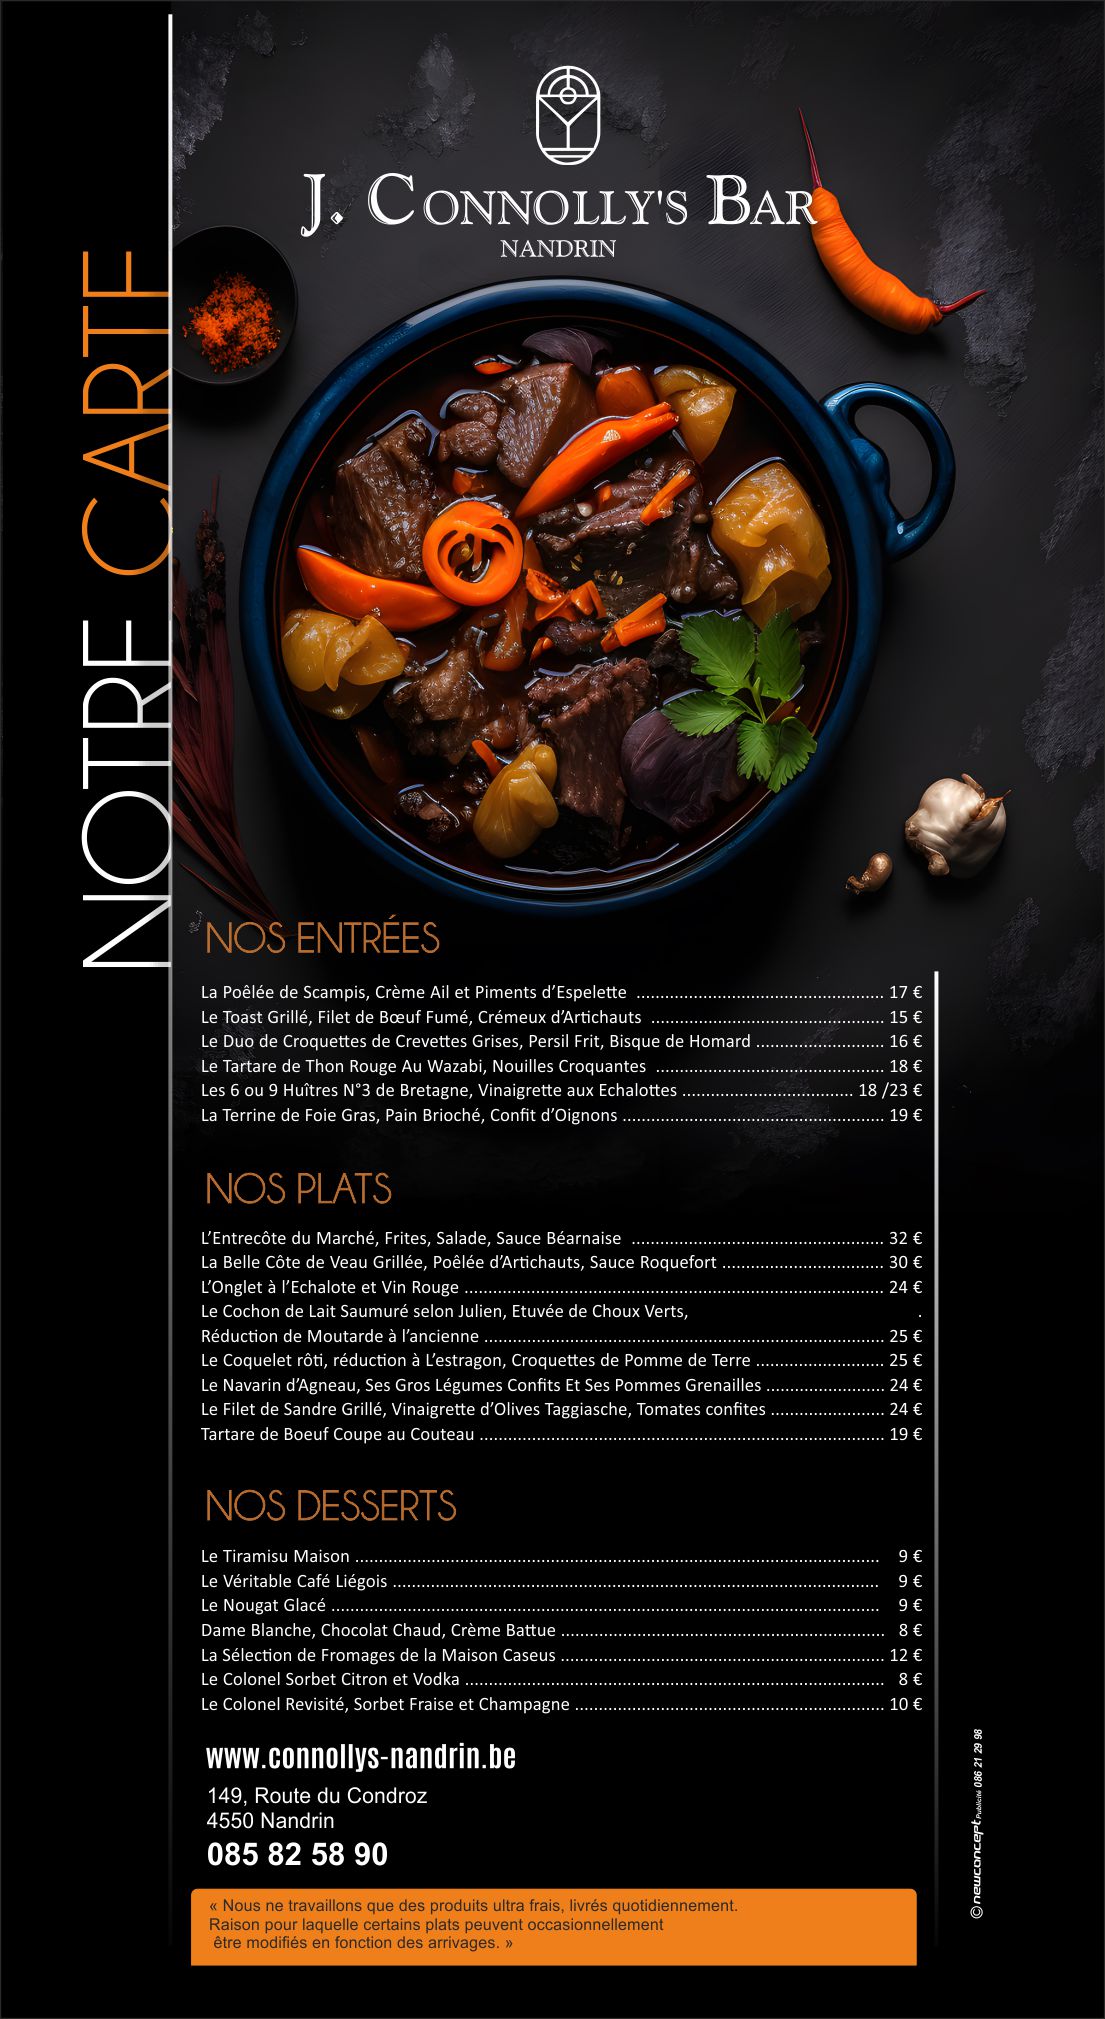 J. CONNOLLY'S BAR
NANDRIN
NOTRE CARTE
NOS ENTRÉES
La Poêlée de Scampis, Crème Ail et Piments d’Espelette .................................................... 17 €
Le Toast Grillé, Filet de Bœuf Fumé, Crémeux d’Artichauts ................................................. 15 €
Le Duo de Croquettes de Crevettes Grises, Persil Frit, Bisque de Homard ........................... 16 €
Le Tartare de Thon Rouge Au Wazabi, Nouilles Croquantes ................................................ 18 €
Les 6 ou 9 Huîtres N°3 de Bretagne, Vinaigrette aux Echalottes .................................... 18 /23 €
La Terrine de Foie Gras, Pain Brioché, Confit d’Oignons ....................................................... 19 €
NOS PLATS
L’Entrecôte du Marché, Frites, Salade, Sauce Béarnaise ..................................................... 32 €
La Belle Côte de Veau Grillée, Poêlée d’Artichauts, Sauce Roquefort .................................. 30 €
L’Onglet à l’Echalote et Vin Rouge ........................................................................................ 24 €
Le Cochon de Lait Saumuré selon Julien, Etuvée de Choux Verts, .
Réduction de Moutarde à l’ancienne .................................................................................... 25 €
Le Coquelet rôti, réduction à L’estragon, Croquettes de Pomme de Terre ........................... 25 €
Le Navarin d’Agneau, Ses Gros Légumes Confits Et Ses Pommes Grenailles ......................... 24 €
Le Filet de Sandre Grillé, Vinaigrette d’Olives Taggiasche, Tomates confites ........................ 24 €
Tartare de Boeuf Coupe au Couteau ..................................................................................... 19 €
NOS DESSERTS
Le Tiramisu Maison .............................................................................................................. 9 €
Le Véritable Café Liégois ...................................................................................................... 9 €
Le Nougat Glacé ................................................................................................................... 9 €
Dame Blanche, Chocolat Chaud, Crème Battue .................................................................... 8 €
La Sélection de Fromages de la Maison Caseus .................................................................... 12 €
Le Colonel Sorbet Citron et Vodka ........................................................................................ 8 €
Le Colonel Revisité, Sorbet Fraise et Champagne ................................................................. 10 €
www.connollys-nandrin.be
149, Route du Condroz
4550 Nandrin
085 82 58 90
« Nous ne travaillons que des produits ultra frais, livrés quotidiennement.
Raison pour laquelle certains plats peuvent occasionnellement
être modifiés en fonction des arrivages. »
© newconcept Publicité 086 21 29 98